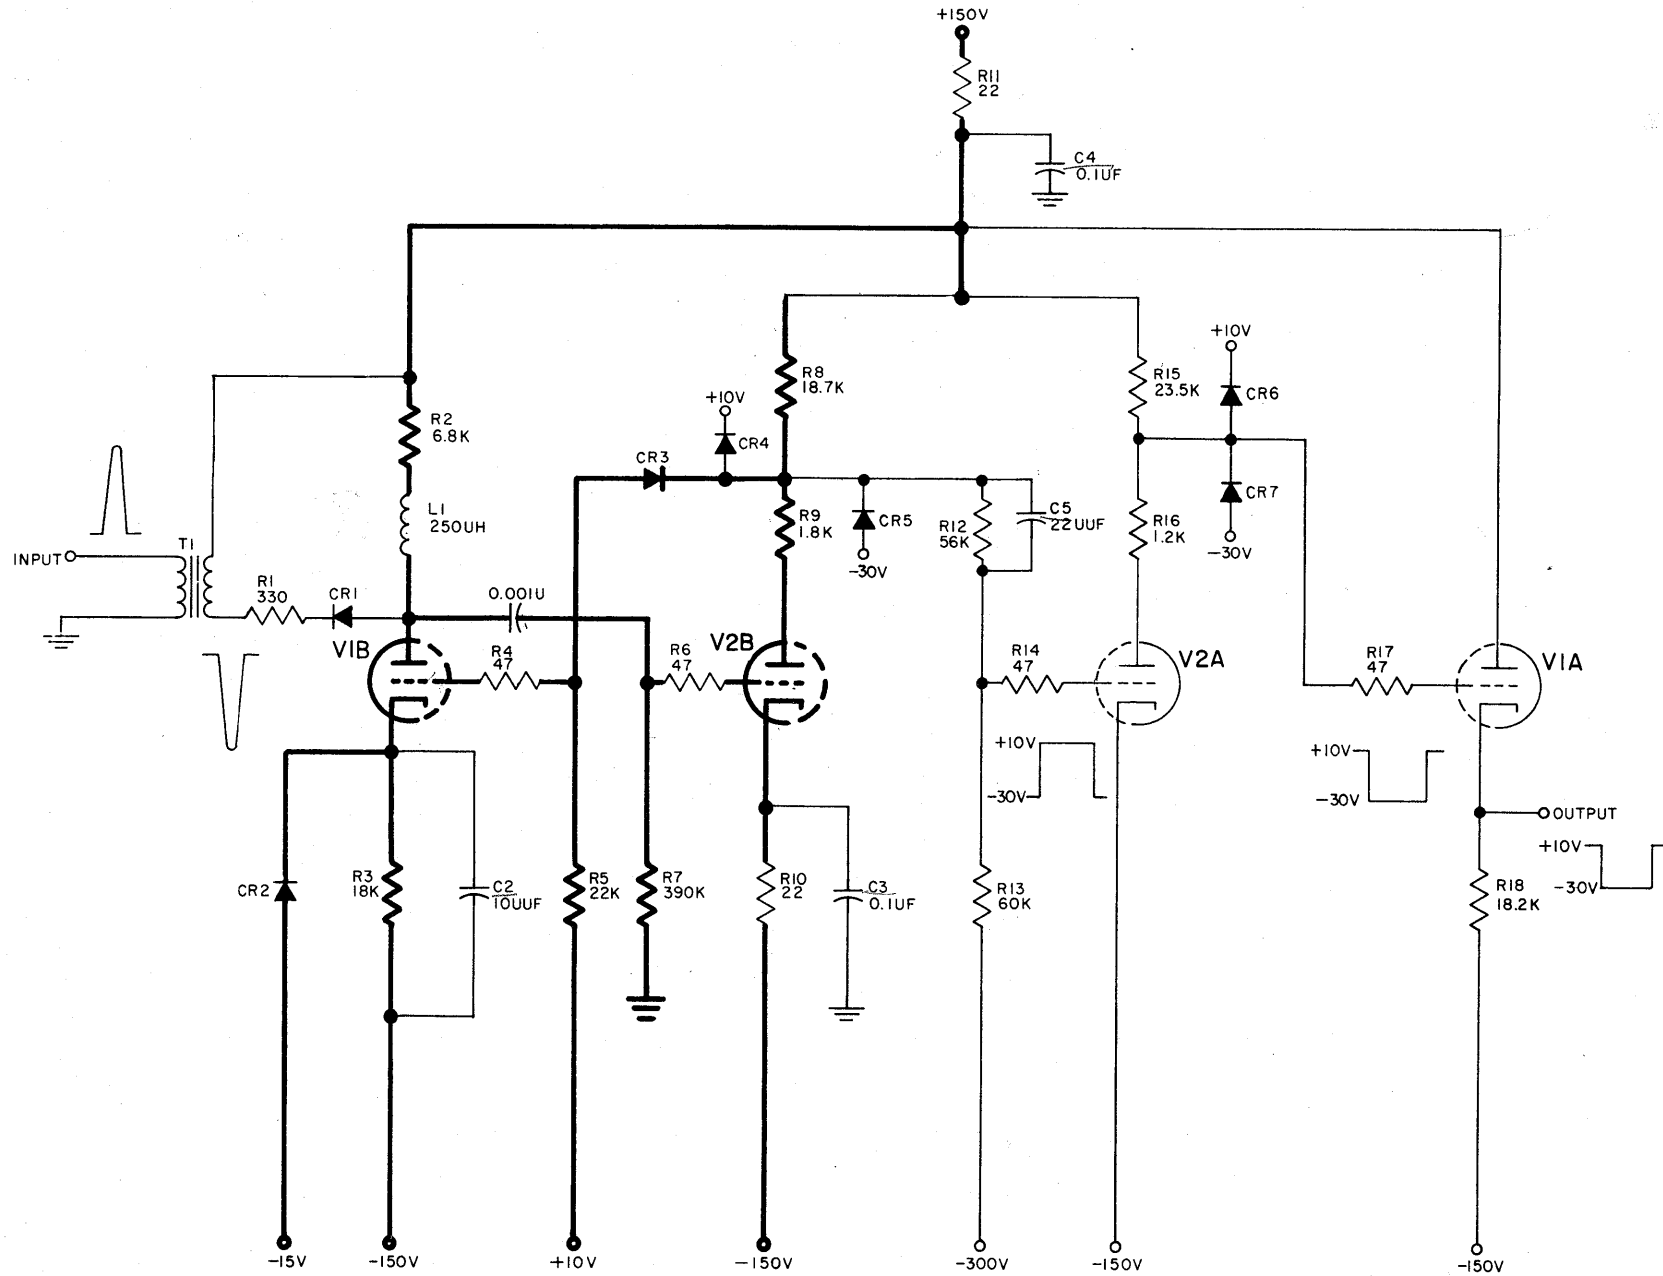 +150V
R11
22
C4
0.1UF
+10V
R8
18.7K
R15
23.5K
CR6
+10V
R2
6.8K
CR4
CR3
CR7
L1
250UH
R9
1.8K
CR5
R12
56K
C5
22UUF
R16
1.2K
-30V
-30V
INPUT
T1
R1
330
CR1
0.001U
V1B
R4
47
R6
47
V2B
R14
47
V2A
R17
47
V1A
+10V
-30V
+10V
-30V
OUTPUT
+10V
-30V
CR2
R3
18K
C2
10UUF
R5
22K
R7
390K
R10
22
C3
0.1UF
R13
60K
R18
18.2K
-15V
-150V
+10V
-150V
-300V
-150V
-150V